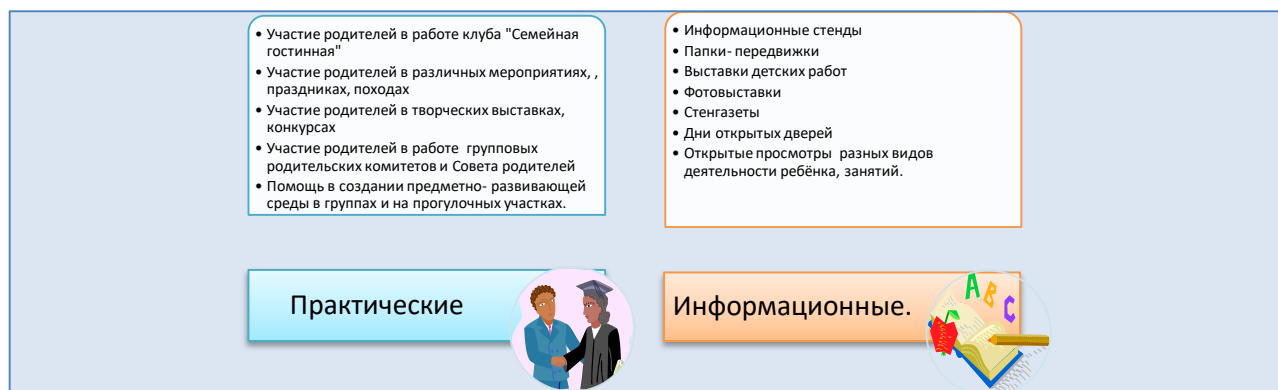 • Участие родителей в работе клуба "Семейная
гостинная"
• Участие родителей в различных мероприятиях, ,
праздниках, походах
• Участие родителей в творческих выставках,
конкурсах
• Участие родителей в работе  групповых
родительских комитетов и Совета родителей
• Помощь в создании предметно- развивающей
среды в группах и на прогулочных участках.
Практические
• Информационные стенды
• Папки- передвижки
• Выставки детских работ
• Фотовыставки
• Стенгазеты
• Дни открытых дверей
• Открытые просмотры  разных видов
деятельности ребёнка, занятий.
Информационные.
A B C